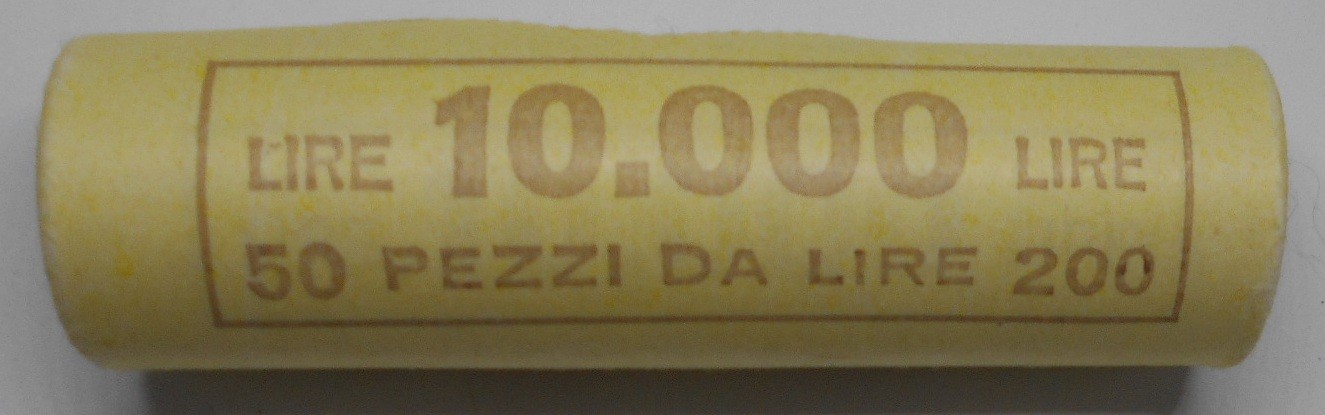 LIRE 10.000 LIRE
50 PEZZI DA LIRE 200